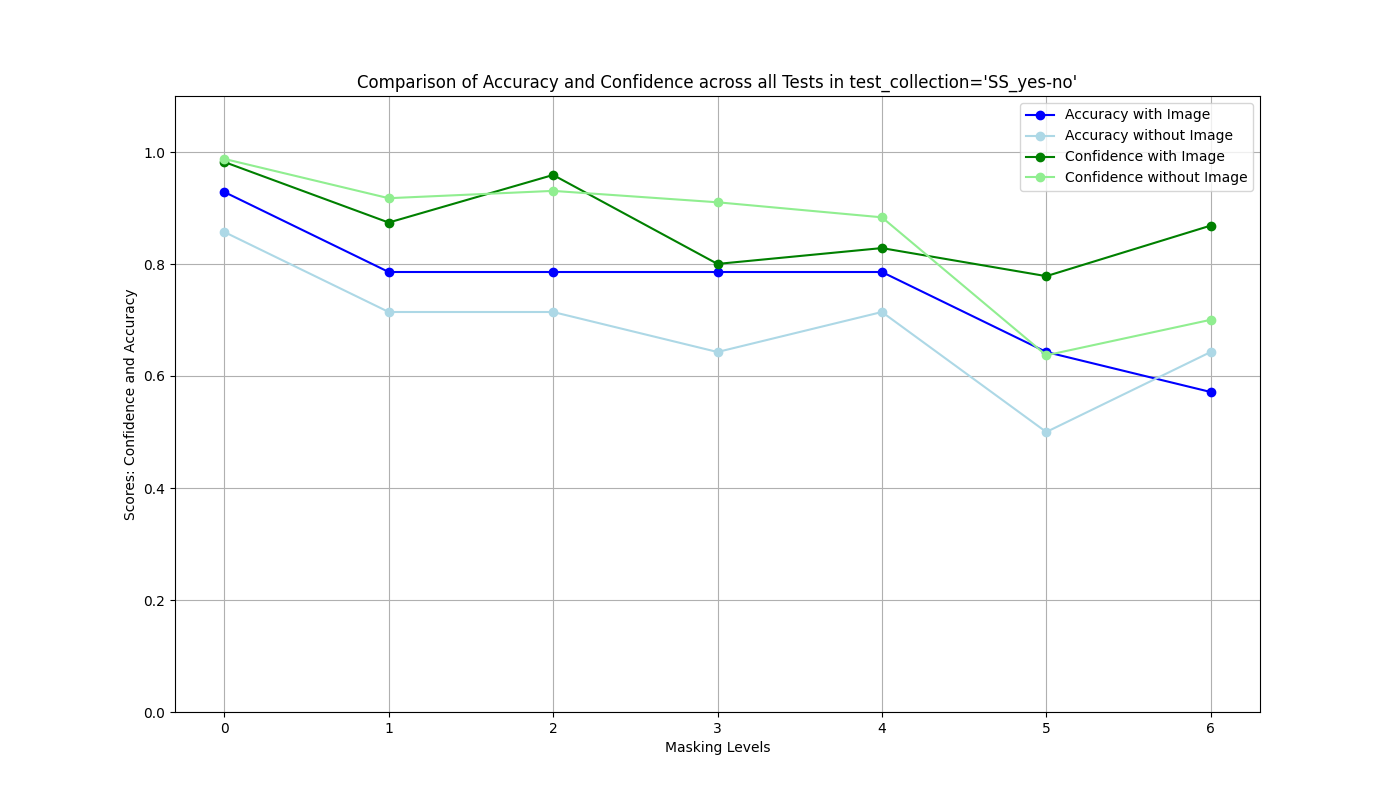 Comparison of Accuracy and Confidence across all Tests in test_collection='SS_yes-no'
Accuracy with Image
Accuracy without Image
Confidence with Image
Confidence without Image
Scores: Confidence and Accuracy
1.0
0.8
0.6
0.4
0.2
0.0
0 1 2 3 4 5 6
Masking Levels